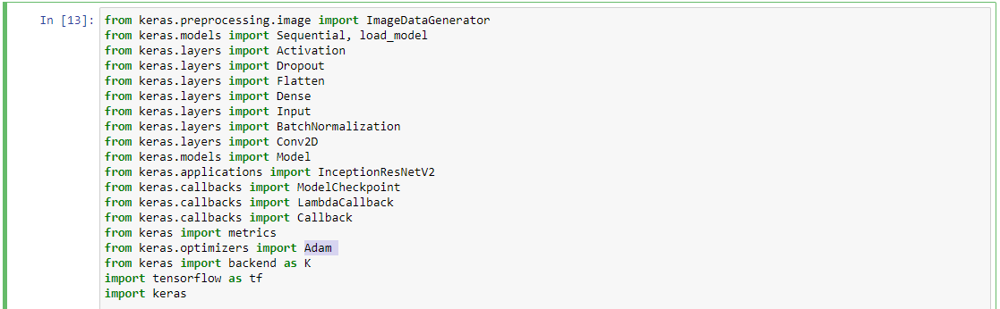 In [13]: from keras.preprocessing.image import ImageDataGenerator
from keras.models import Sequential, load_model
from keras.layers import Activation
from keras.layers import Dropout
from keras.layers import Flatten
from keras.layers import Dense
from keras.layers import Input
from keras.layers import BatchNormalization
from keras.layers import Conv2D
from keras.models import Model
from keras.applications import InceptionResNetV2
from keras.callbacks import ModelCheckpoint
from keras.callbacks import LambdaCallback
from keras.callbacks import Callback
from keras import metrics
from keras.optimizers import Adam
from keras import backend as K
import tensorflow as tf
import keras